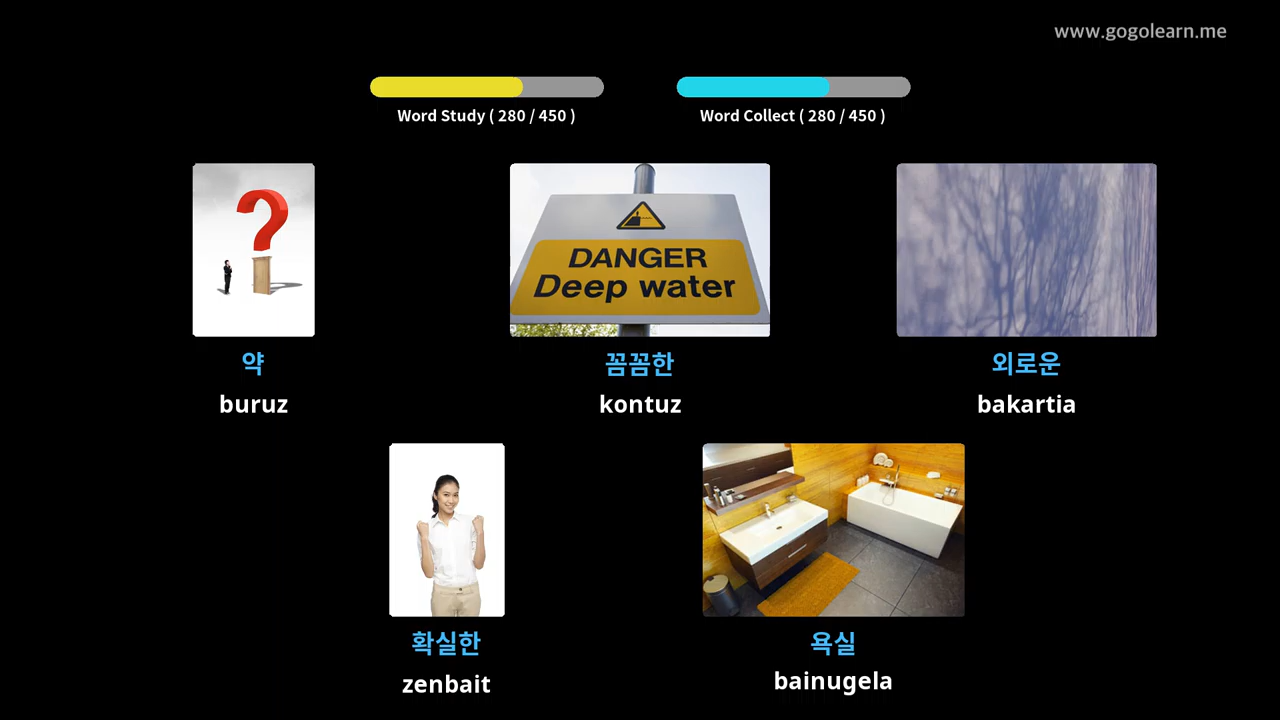 www.gogolearn.me
Word Study ( 280 / 450 )
Word Collect ( 280 / 450 )
DANGER
Deep water
약
꼼꼼한
외로운
buruz
kontuz
bakartia
확실한
욕실
zenbait
bainugela